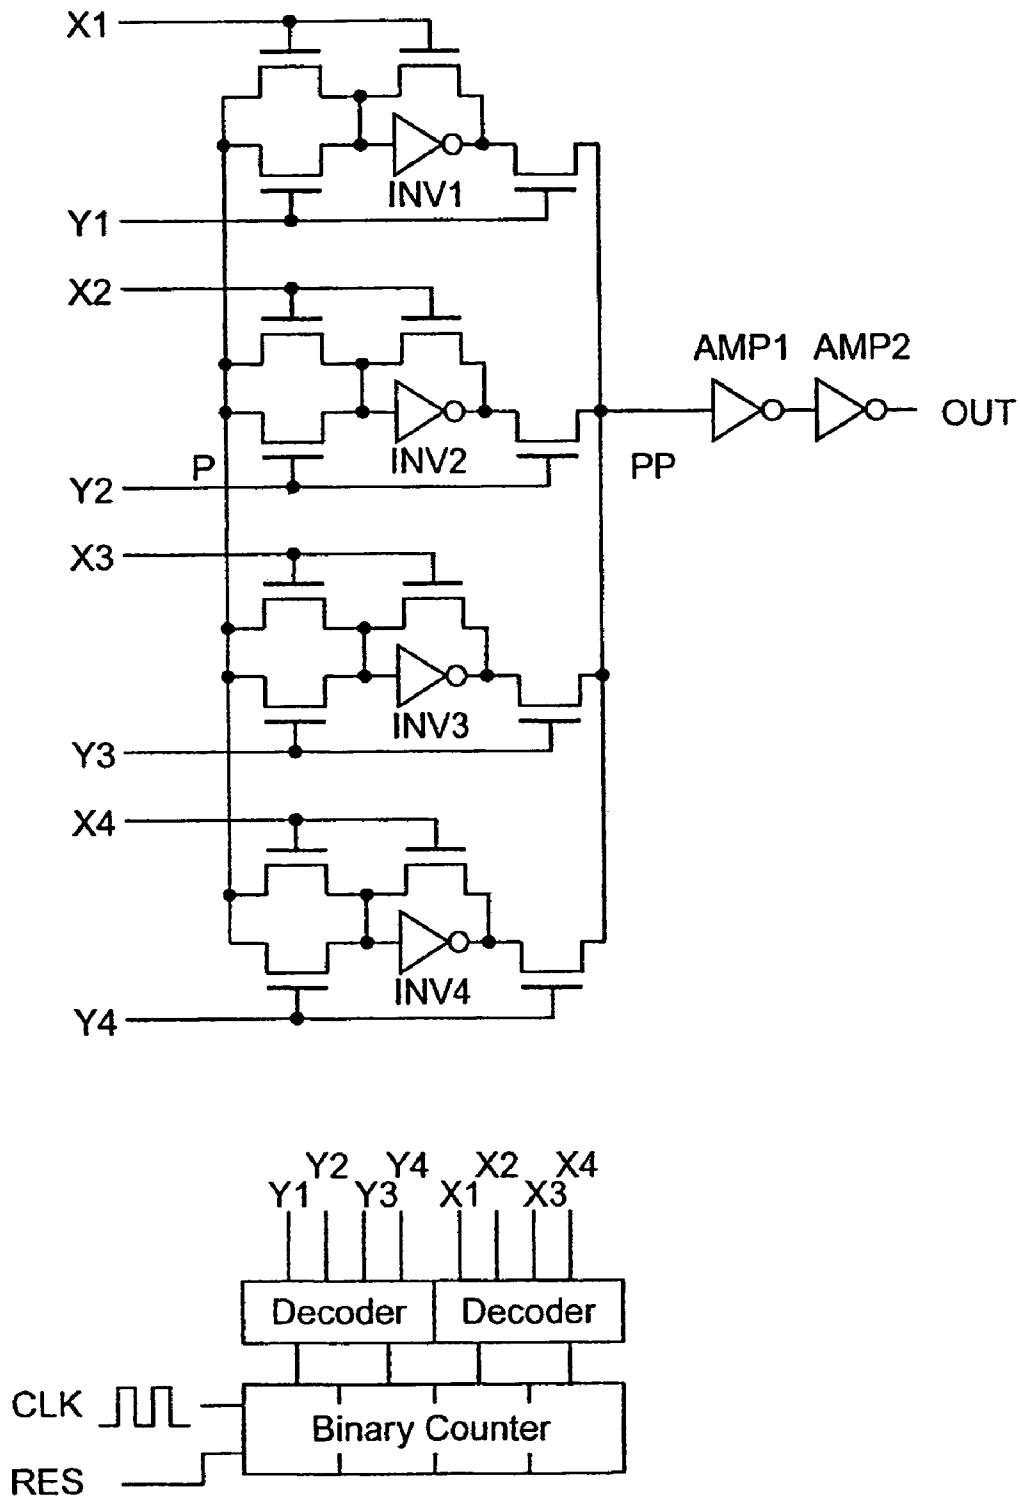 X1
INV1
Y1
X2
AMP1 AMP2
OUT
P
INV2
PP
Y2
X3
INV3
Y3
X4
INV4
Y4
Y1 Y2 Y3 Y4 X1 X2 X3 X4
Decoder Decoder
CLK
Binary Counter
RES